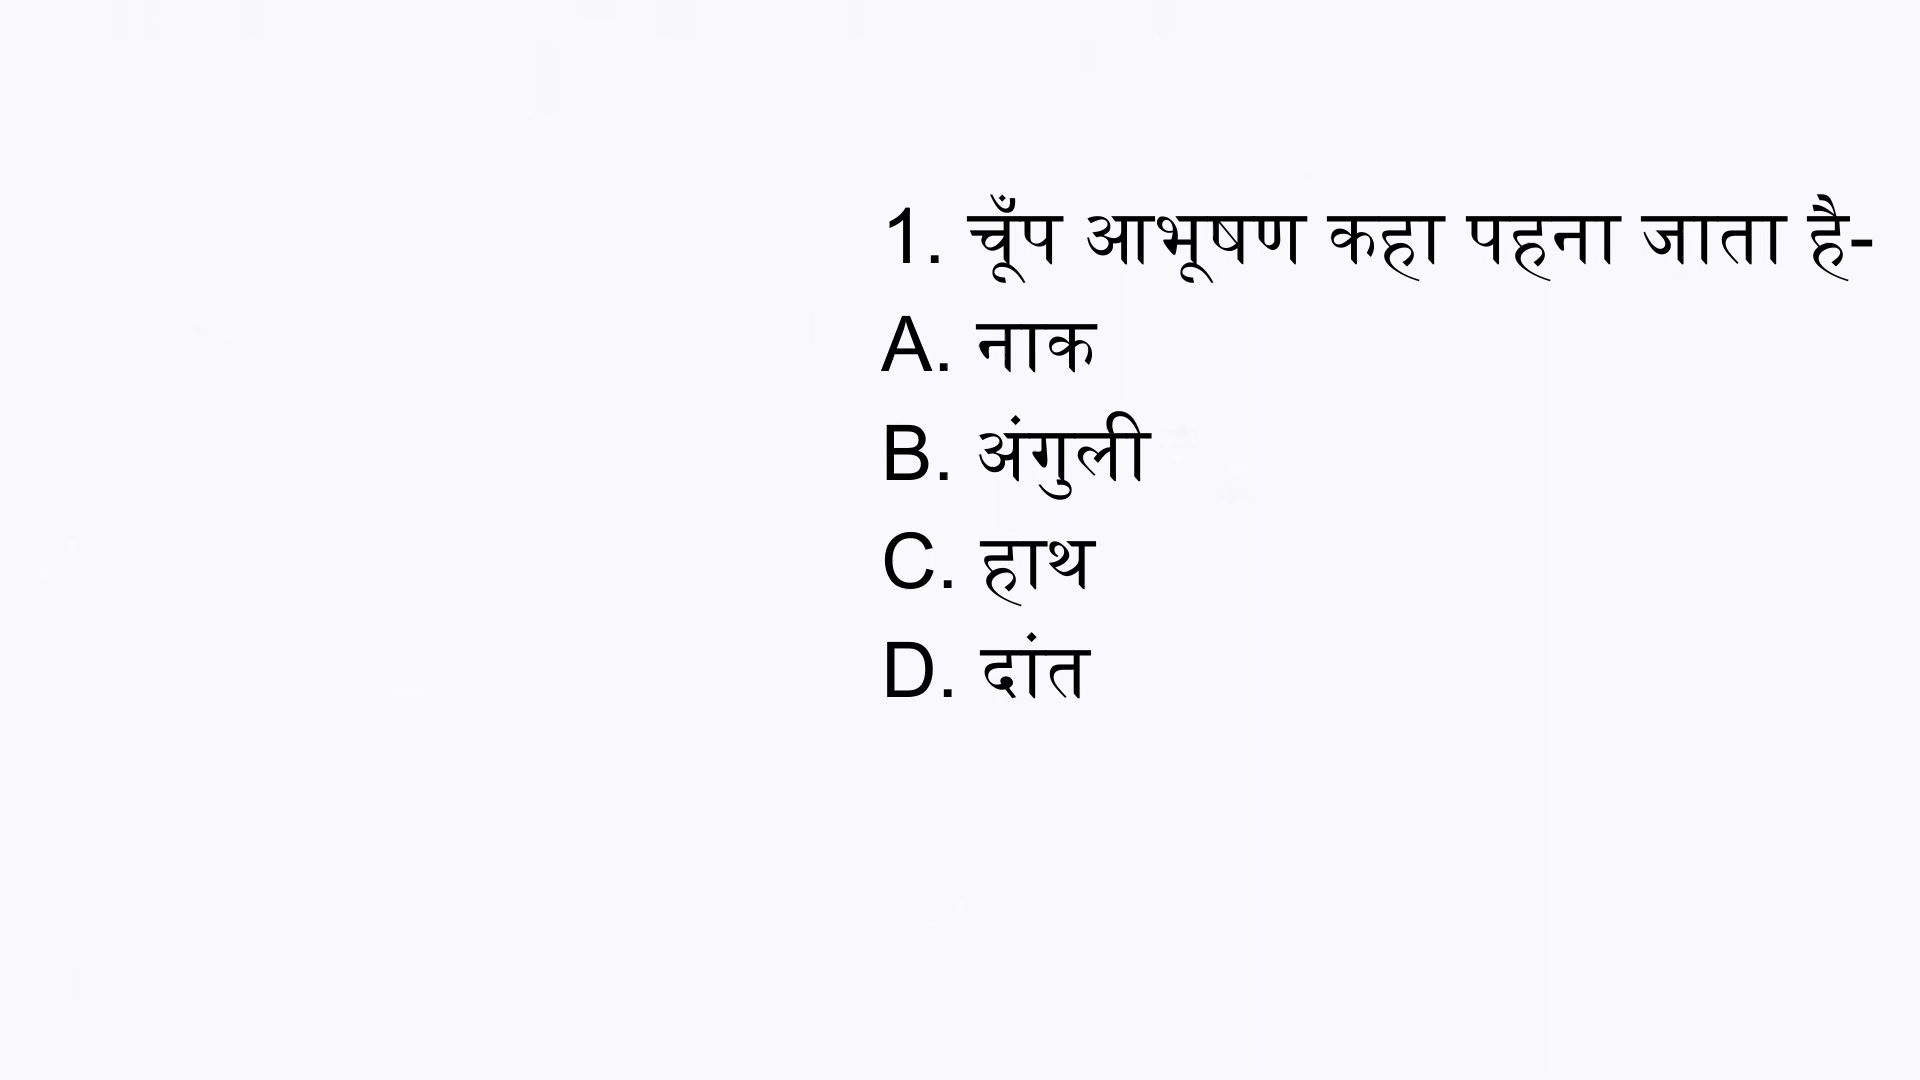 1. चूँप आभूषण कहा पहना जाता है-
A. नाक
B. अंगुली
C. हाथ
D. दांत